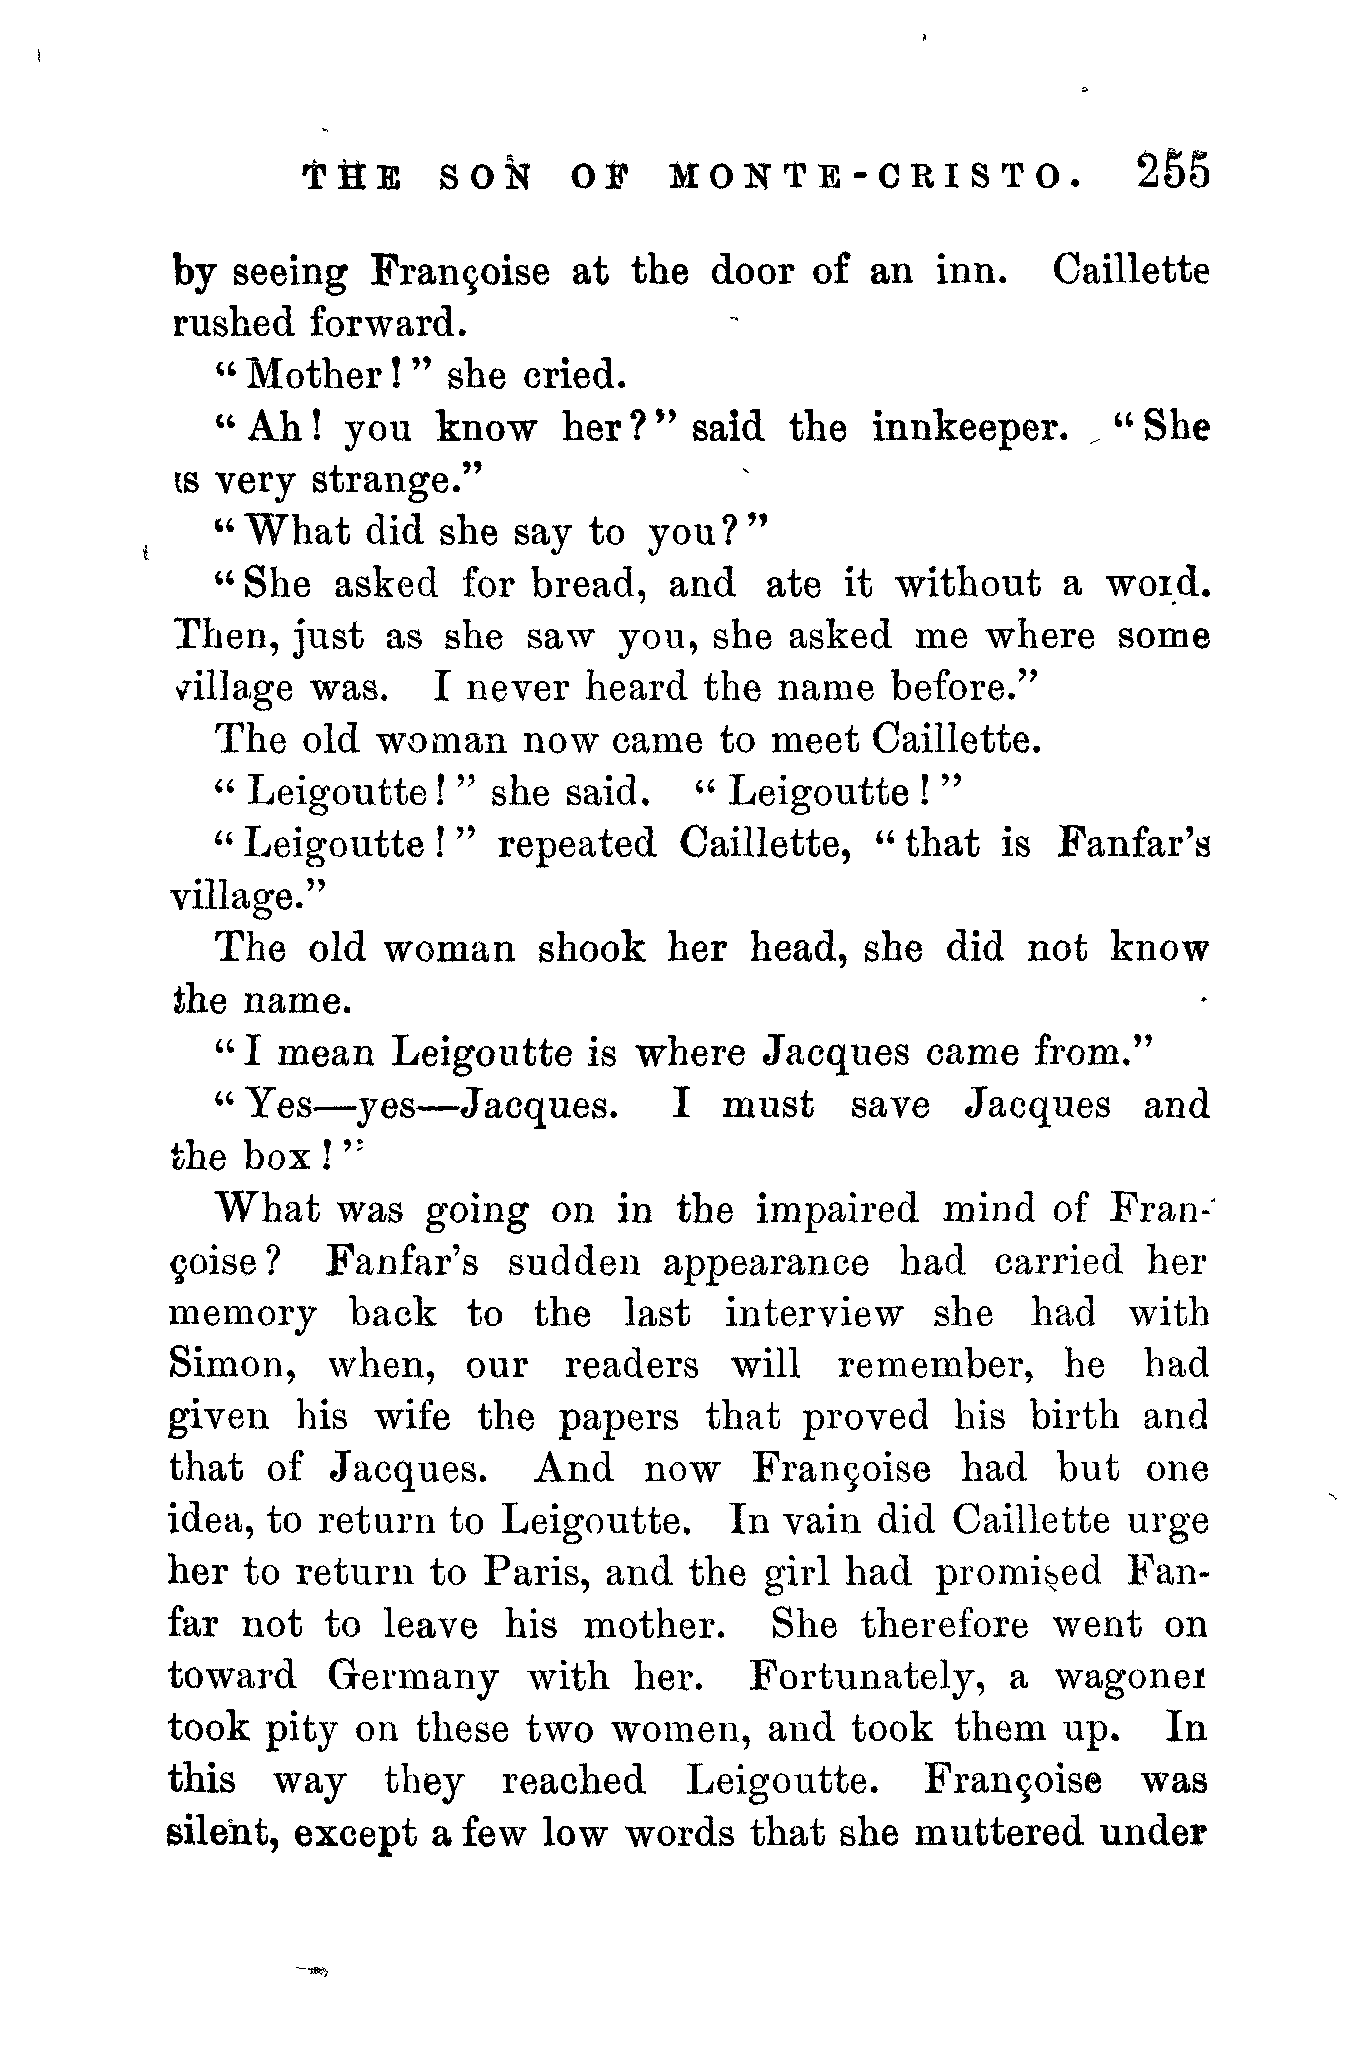 THE SON OF MONTE-CRISTO. 255
by seeing Françoise at the door of an inn. Caillette
rushed forward.
“Mother!” she cried.
“Ah! you know her?” said the innkeeper. “She
is very strange.”
“What did she say to you?”
“She asked for bread, and ate it without a word.
Then, just as she saw you, she asked me where some
village was. I never heard the name before.”
The old woman now came to meet Caillette.
“Leigoutte!” she said. “Leigoutte!”
“Leigoutte!” repeated Caillette, “that is Fanfar’s
village.”
The old woman shook her head, she did not know
the name.
“I mean Leigoutte is where Jacques came from.”
“Yes—yes—Jacques. I must save Jacques and
the box!”
What was going on in the impaired mind of Fran-
çoise? Fanfar’s sudden appearance had carried her
memory back to the last interview she had with
Simon, when, our readers will remember, he had
given his wife the papers that proved his birth and
that of Jacques. And now Françoise had but one
idea, to return to Leigoutte. In vain did Caillette urge
her to return to Paris, and the girl had promised Fan-
far not to leave his mother. She therefore went on
toward Germany with her. Fortunately, a wagoner
took pity on these two women, and took them up. In
this way they reached Leigoutte. Françoise was
silent, except a few low words that she muttered under